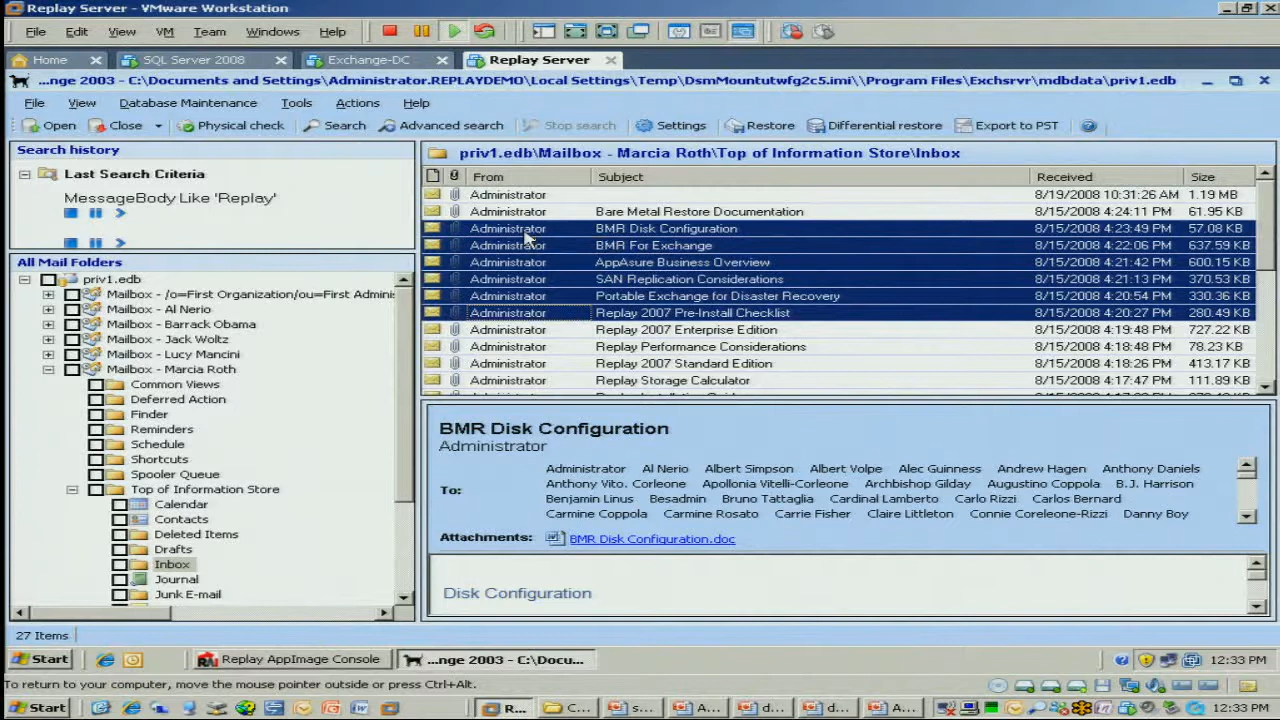 Replay Server - VMware Workstation
File Edit View VM Team Windows Help
Home SQL Server 2008 Exchange-DC Replay Server
...nge 2003 - C:\Documents and Settings\Administrator.REPLAYDEMO\Local Settings\Temp\DsmMountutwfg2c5.imi\\Program Files\Exchsrvr\mdbdata\priv1.edb
File View Database Maintenance Tools Actions Help
Open Close Physical check Search Advanced search Stop search Settings Restore Differential restore Export to PST
Search history
Last Search Criteria
MessageBody Like 'Replay'
All Mail Folders
priv1.edb
Mailbox - /o=First Organization/ou=First Adminis
Mailbox - Al Nerio
Mailbox - Barrack Obama
Mailbox - Jack Woltz
Mailbox - Lucy Mancini
Mailbox - Marcia Roth
Common Views
Deferred Action
Finder
Reminders
Schedule
Shortcuts
Spooler Queue
Top of Information Store
Calendar
Contacts
Deleted Items
Drafts
Inbox
Journal
Junk E-mail
priv1.edb\Mailbox - Marcia Roth\Top of Information Store\Inbox
From Subject Received Size
Administrator 8/19/2008 10:31:26 AM 1.19 MB
Administrator Bare Metal Restore Documentation 8/15/2008 4:24:11 PM 61.95 KB
Administrator BMR Disk Configuration 8/15/2008 4:23:49 PM 57.08 KB
Administrator BMR For Exchange 8/15/2008 4:22:06 PM 637.59 KB
Administrator AppAssure Business Overview 8/15/2008 4:21:42 PM 600.15 KB
Administrator SAN Replication Considerations 8/15/2008 4:21:13 PM 370.53 KB
Administrator Portable Exchange for Disaster Recovery 8/15/2008 4:20:54 PM 330.36 KB
Administrator Replay 2007 Pre-Install Checklist 8/15/2008 4:20:27 PM 280.49 KB
Administrator Replay 2007 Enterprise Edition 8/15/2008 4:19:48 PM 727.22 KB
Administrator Replay Performance Considerations 8/15/2008 4:18:48 PM 78.23 KB
Administrator Replay 2007 Standard Edition 8/15/2008 4:18:26 PM 413.17 KB
Administrator Replay Storage Calculator 8/15/2008 4:17:47 PM 111.89 KB
BMR Disk Configuration
Administrator
Administrator Al Nerio Albert Simpson Albert Volpe Alec Guinness Andrew Hagen Anthony Daniels
To: Anthony Vito. Corleone Apollonia Vitelli-Corleone Archbishop Gilday Augustino Coppola B.J. Harrison
Benjamin Linus Besadmin Bruno Tattaglia Cardinal Lamberto Carlo Rizzi Carlos Bernard
Carmine Coppola Carmine Rosato Carrie Fisher Claire Littleton Connie Coreleone-Rizzi Danny Boy
Attachments: BMR Disk Configuration.doc
Disk Configuration
27 Items
Start Replay AppImage Console ...nge 2003 - C:\Docu... 12:33 PM
To return to your computer, move the mouse pointer outside or press Ctrl+Alt.
Start R... C... s... A... d... d... A... 12:33 PM